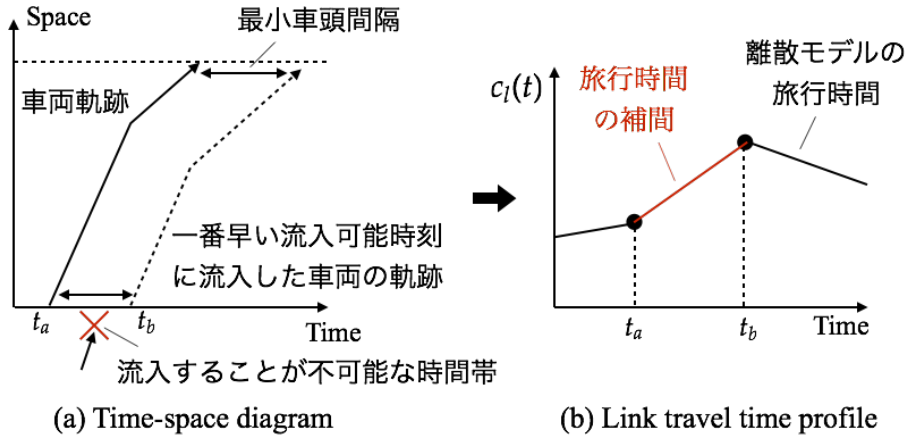 Space
最小車頭間隔
車両軌跡
一番早い流入可能時刻
に流入した車両の軌跡
t_a
t_b
Time
流入することが不可能な時間帯
(a) Time-space diagram
c_l(t)
旅行時間
の補間
離散モデルの
旅行時間
t_a
t_b
Time
(b) Link travel time profile